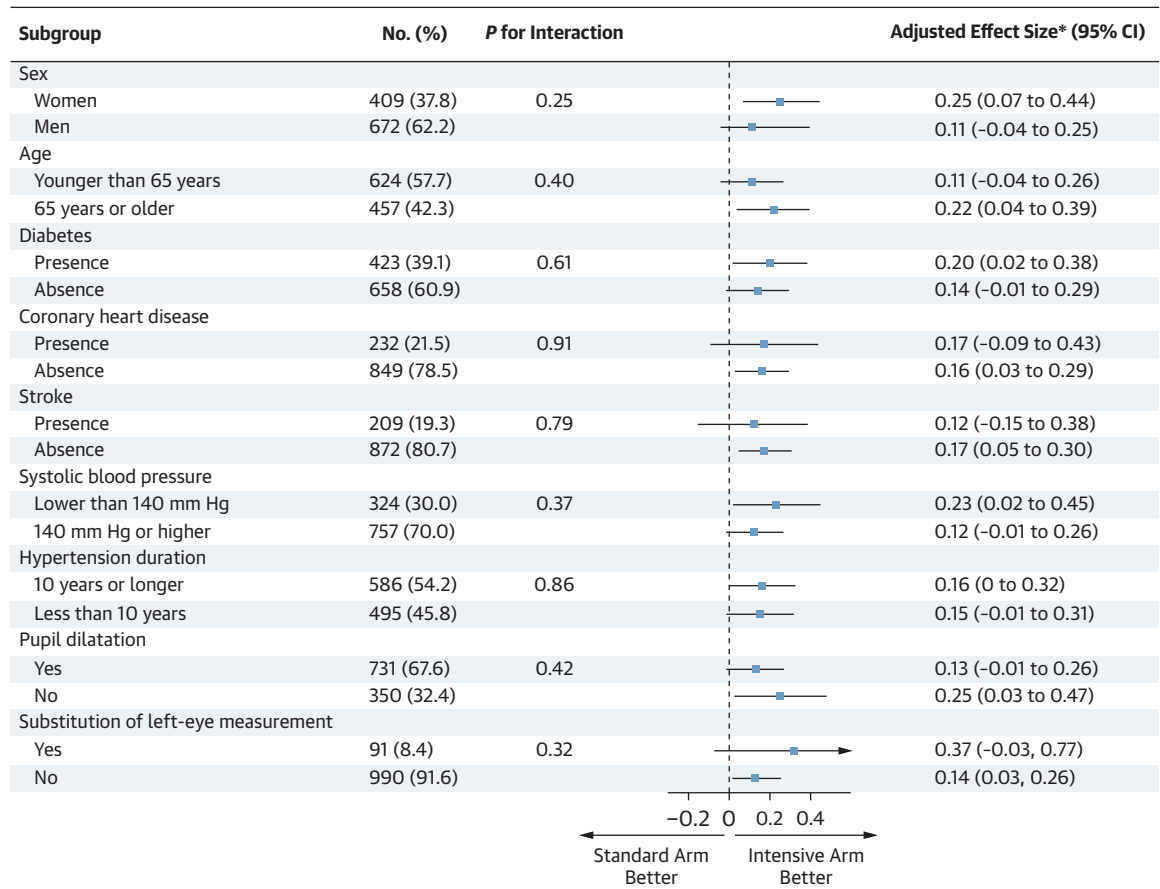 Subgroup No. (%) P for Interaction Adjusted Effect Size* (95% CI)
Sex
Women 409 (37.8) 0.25 0.25 (0.07 to 0.44)
Men 672 (62.2) 0.11 (−0.04 to 0.25)
Age
Younger than 65 years 624 (57.7) 0.40 0.11 (−0.04 to 0.26)
65 years or older 457 (42.3) 0.22 (0.04 to 0.39)
Diabetes
Presence 423 (39.1) 0.61 0.20 (0.02 to 0.38)
Absence 658 (60.9) 0.14 (−0.01 to 0.29)
Coronary heart disease
Presence 232 (21.5) 0.91 0.17 (−0.09 to 0.43)
Absence 849 (78.5) 0.16 (0.03 to 0.29)
Stroke
Presence 209 (19.3) 0.79 0.12 (−0.15 to 0.38)
Absence 872 (80.7) 0.17 (0.05 to 0.30)
Systolic blood pressure
Lower than 140 mm Hg 324 (30.0) 0.37 0.23 (0.02 to 0.45)
140 mm Hg or higher 757 (70.0) 0.12 (−0.01 to 0.26)
Hypertension duration
10 years or longer 586 (54.2) 0.86 0.16 (0 to 0.32)
Less than 10 years 495 (45.8) 0.15 (−0.01 to 0.31)
Pupil dilatation
Yes 731 (67.6) 0.42 0.13 (−0.01 to 0.26)
No 350 (32.4) 0.25 (0.03 to 0.47)
Substitution of left-eye measurement
Yes 91 (8.4) 0.32 0.37 (−0.03, 0.77)
No 990 (91.6) 0.14 (0.03, 0.26)
−0.2 0 0.2 0.4
Standard Arm Intensive Arm
Better Better